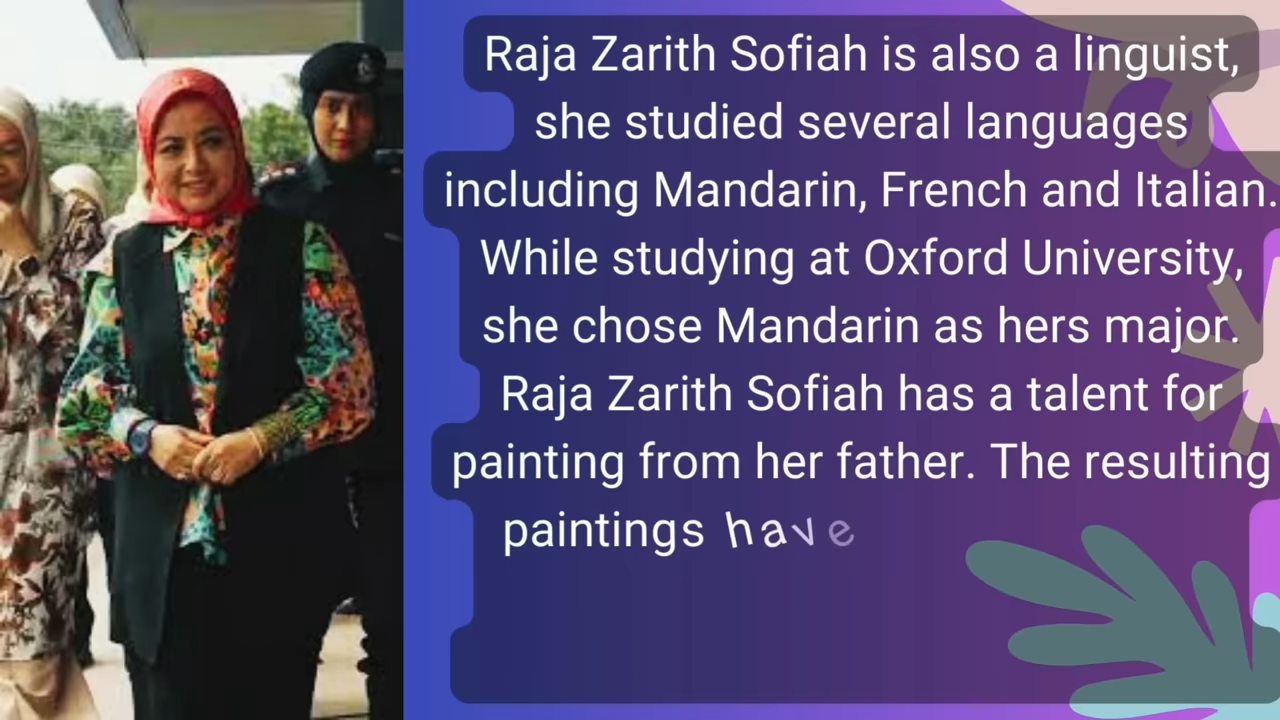 Raja Zarith Sofiah is also a linguist,
she studied several languages
including Mandarin, French and Italian.
While studying at Oxford University,
she chose Mandarin as hers major.
Raja Zarith Sofiah has a talent for
painting from her father. The resulting
paintings have